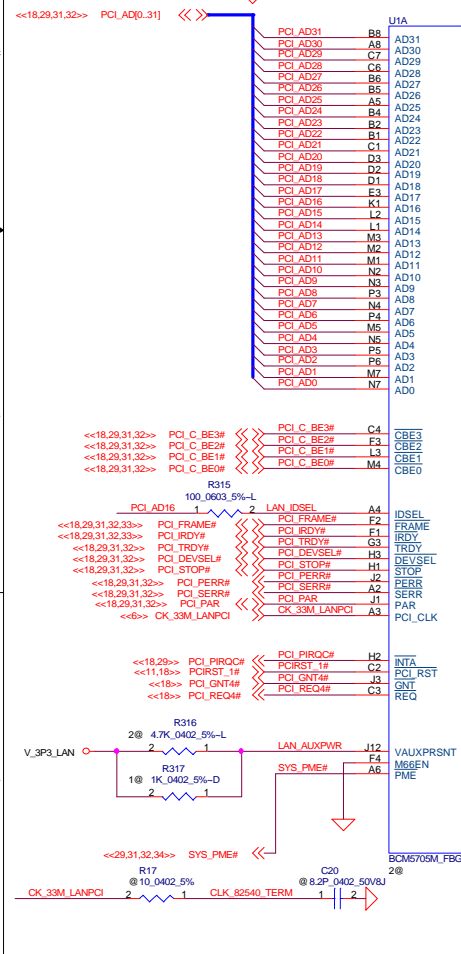 <<18,29,31,32>> PCI_AD[0..31]
U1A
PCI_AD31 B8 AD31
PCI_AD30 A8 AD30
PCI_AD29 C7 AD29
PCI_AD28 C6 AD28
PCI_AD27 B6 AD27
PCI_AD26 B5 AD26
PCI_AD25 A5 AD25
PCI_AD24 B4 AD24
PCI_AD23 B2 AD23
PCI_AD22 B1 AD22
PCI_AD21 C1 AD21
PCI_AD20 D3 AD20
PCI_AD19 D2 AD19
PCI_AD18 D1 AD18
PCI_AD17 E3 AD17
PCI_AD16 K1 AD16
PCI_AD15 L2 AD15
PCI_AD14 L1 AD14
PCI_AD13 M3 AD13
PCI_AD12 M2 AD12
PCI_AD11 M1 AD11
PCI_AD10 N2 AD10
PCI_AD9 N3 AD9
PCI_AD8 P3 AD8
PCI_AD7 N4 AD7
PCI_AD6 P4 AD6
PCI_AD5 M5 AD5
PCI_AD4 N5 AD4
PCI_AD3 P5 AD3
PCI_AD2 P6 AD2
PCI_AD1 M7 AD1
PCI_AD0 N7 AD0
<<18,29,31,32>> PCI_C_BE3# PCI_C_BE3# C4 CBE3
<<18,29,31,32>> PCI_C_BE2# PCI_C_BE2# F3 CBE2
<<18,29,31,32>> PCI_C_BE1# PCI_C_BE1# L3 CBE1
<<18,29,31,32>> PCI_C_BE0# PCI_C_BE0# M4 CBE0
R315
100_0603_5%~L
PCI_AD16 1 2 LAN_IDSEL A4 IDSEL
<<18,29,31,32,33>> PCI_FRAME# PCI_FRAME# F2 FRAME
<<18,29,31,32,33>> PCI_IRDY# PCI_IRDY# F1 IRDY
<<18,29,31,32>> PCI_TRDY# PCI_TRDY# G3 TRDY
<<18,29,31,32>> PCI_DEVSEL# PCI_DEVSEL# H3 DEVSEL
<<18,29,31,32>> PCI_STOP# PCI_STOP# H1 STOP
<<18,29,31,32>> PCI_PERR# PCI_PERR# J2 PERR
<<18,29,31,32>> PCI_SERR# PCI_SERR# A2 SERR
<<18,29,31,32>> PCI_PAR PCI_PAR J1 PAR
<<6>> CK_33M_LANPCI CK_33M_LANPCI A3 PCI_CLK
<<18,29>> PCI_PIRQC# PCI_PIRQC# H2 INTA
<<11,18>> PCIRST_1# PCIRST_1# C2 PCI_RST
<<18>> PCI_GNT4# PCI_GNT4# J3 GNT
<<18>> PCI_REQ4# PCI_REQ4# C3 REQ
R316
2@ 4.7K_0402_5%~L
V_3P3_LAN 2 1 LAN_AUXPWR J12 VAUXPRSNT
F4 M66EN
SYS_PME# A6 PME
R317
1@ 1K_0402_5%~D
2 1
<<29,31,32,34>> SYS_PME#
BCM5705M_FBG
2@
R17
@10_0402_5%
C20
@8.2P_0402_50V8J
CK_33M_LANPCI 2 1 CLK_82540_TERM 1 2